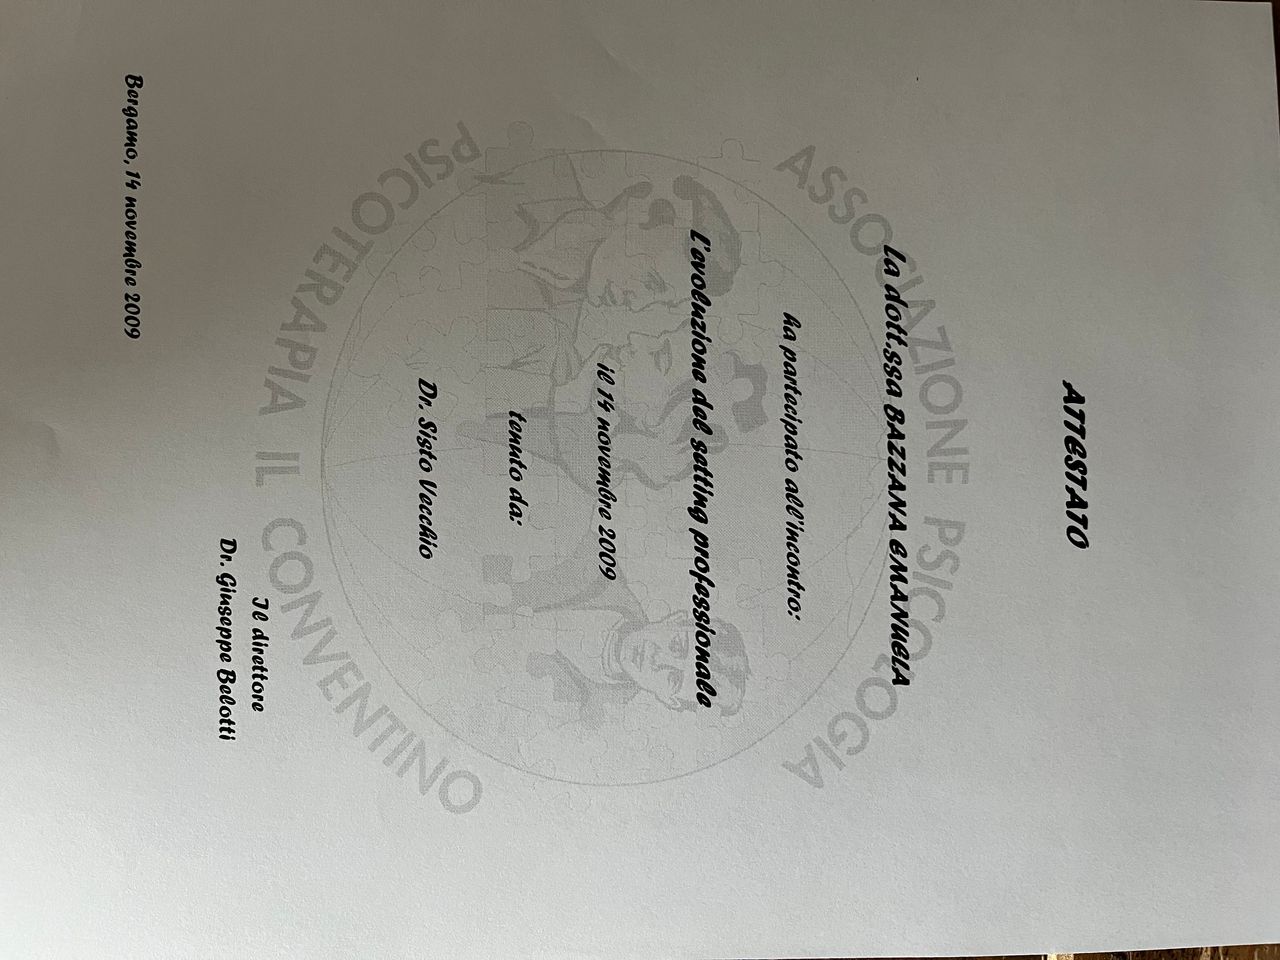 ATTESTATO
La dott.ssa BAZZANA EMANUELA
ha partecipato all'incontro:
L'evoluzione del setting professionale
il 14 novembre 2009
tenuto da:
Dr. Sisto Vecchio
Il direttore
Dr. Giuseppe Belotti
Bergamo, 14 novembre 2009
ASSOCIAZIONE PSICOLOGIA
PSICOTERAPIA IL CONVENTINO